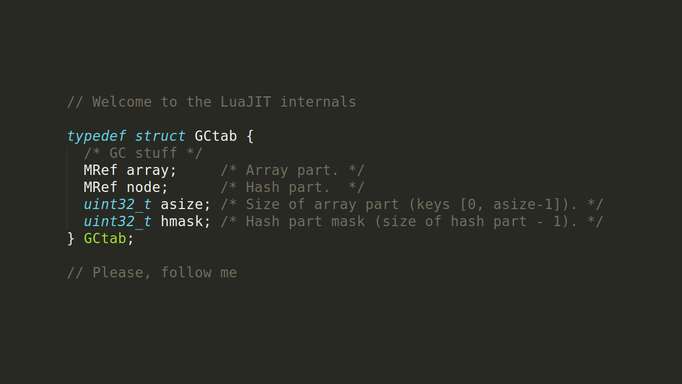 // Welcome to the LuaJIT internals
typedef struct GCtab {
/* GC stuff */
MRef array; /* Array part. */
MRef node; /* Hash part. */
uint32_t asize; /* Size of array part (keys [0, asize-1]). */
uint32_t hmask; /* Hash part mask (size of hash part - 1). */
} GCtab;
// Please, follow me